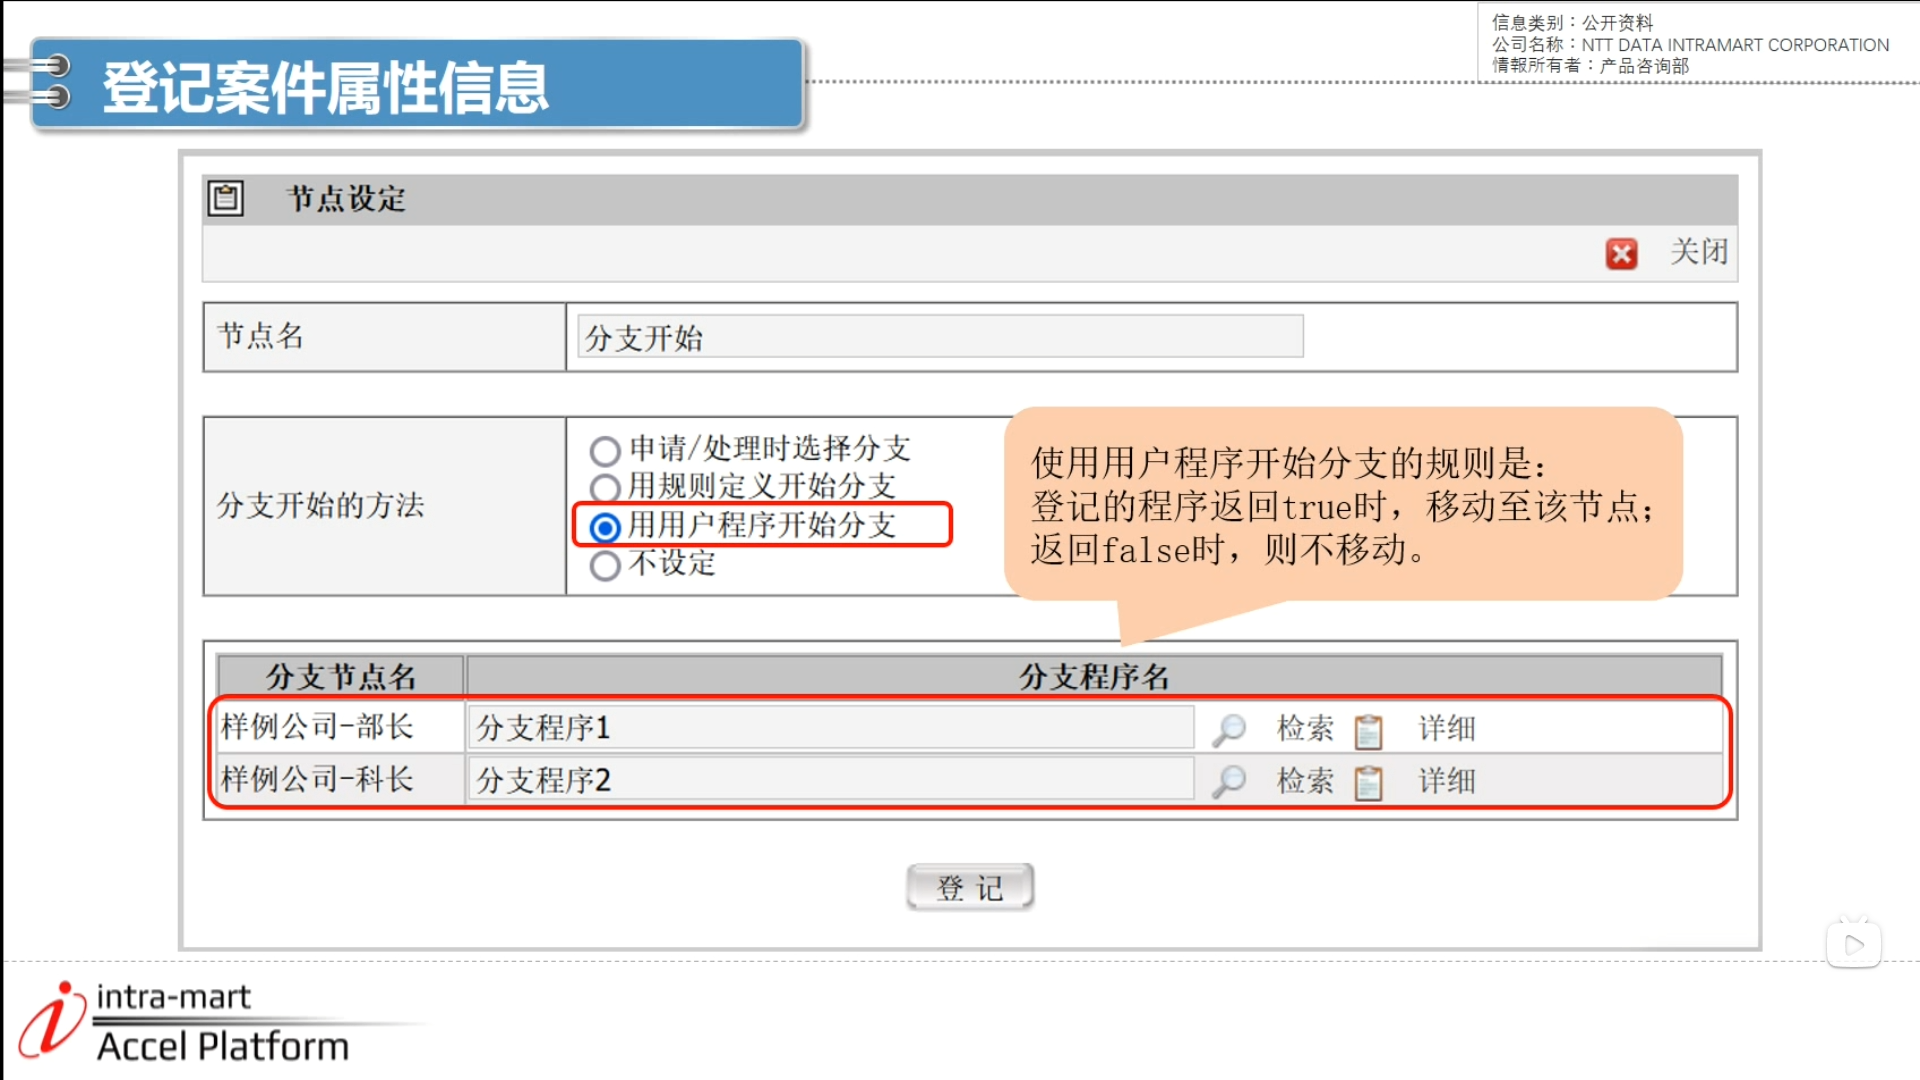 信息类别：公开资料
公司名称：NTT DATA INTRAMART CORPORATION
情報所有者：产品咨询部
登记案件属性信息
节点设定
关闭
节点名
分支开始
分支开始的方法
申请/处理时选择分支
用规则定义开始分支
用用户程序开始分支
不设定
使用用户程序开始分支的规则是：
登记的程序返回true时，移动至该节点；
返回false时，则不移动。
分支节点名 分支程序名
样例公司-部长 分支程序1 检索 详细
样例公司-科长 分支程序2 检索 详细
登 记
intra-mart
Accel Platform